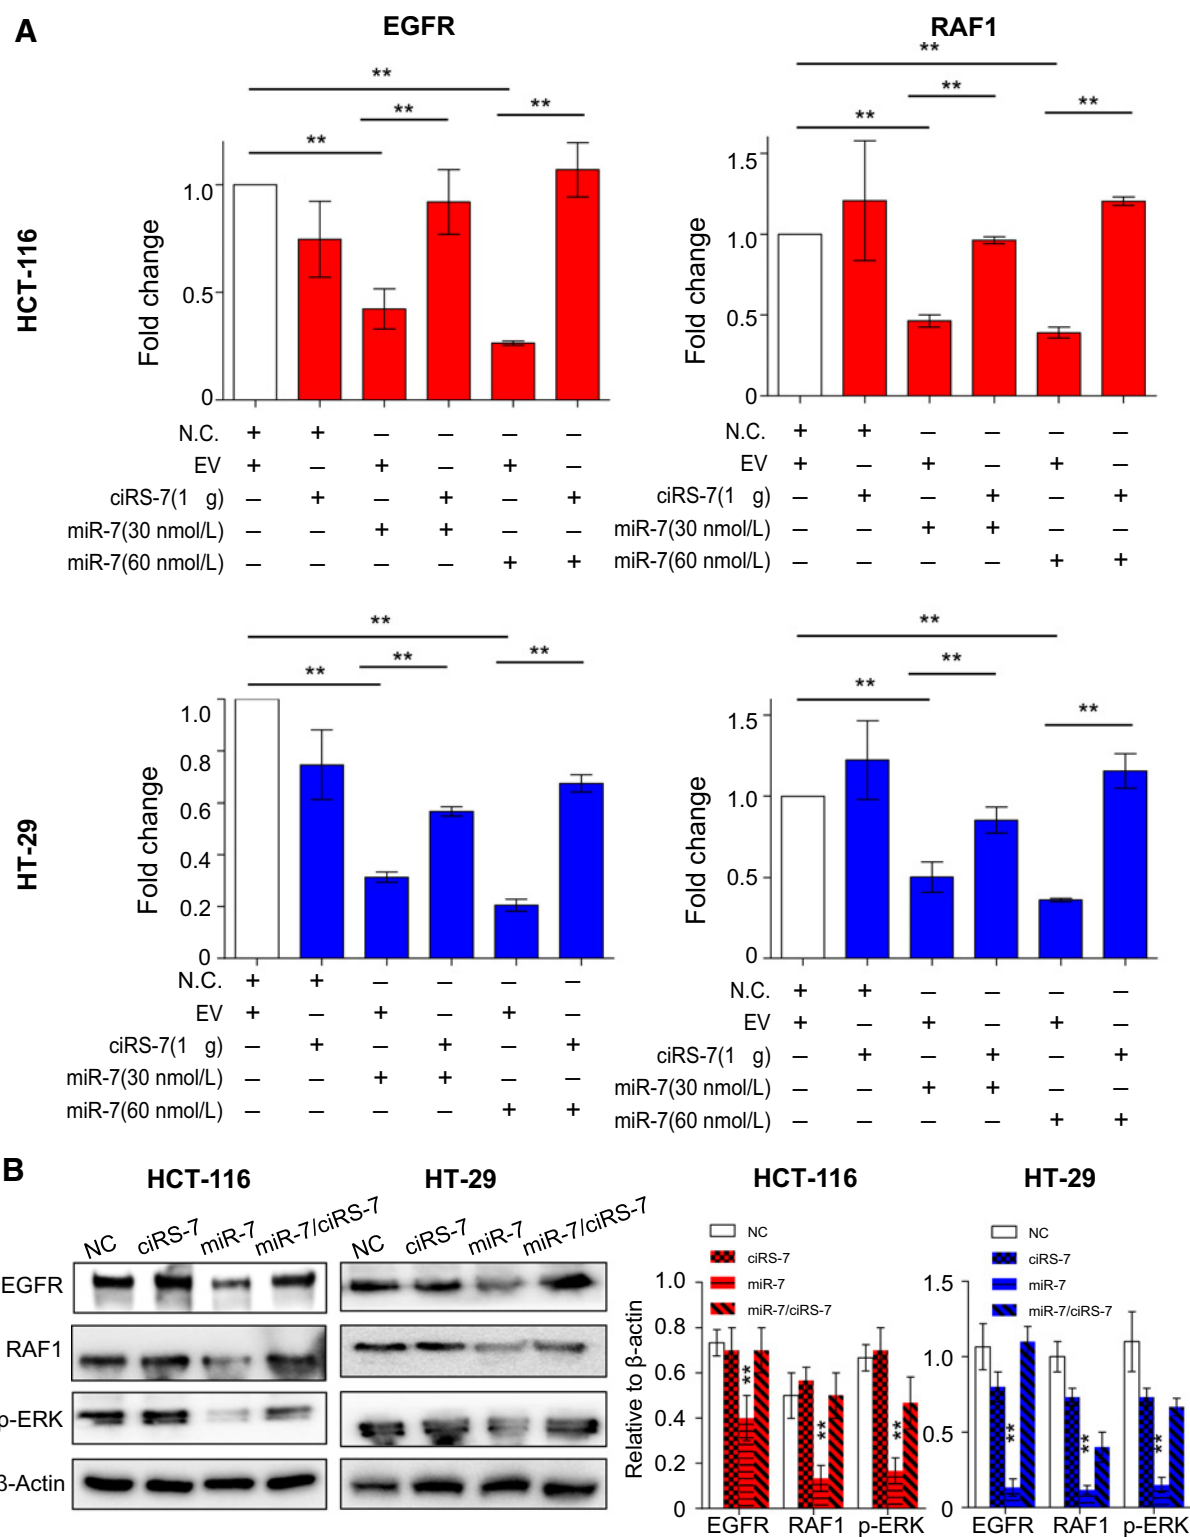 A
EGFR
RAF1
HCT-116
** ** ** **
Fold change
1.0
0.5
0
N.C. + + – – – –
EV + – + – + –
ciRS-7(1 g) – + – + – +
miR-7(30 nmol/L) – – + + – –
miR-7(60 nmol/L) – – – – + +
** ** ** **
Fold change
1.5
1.0
0.5
0
N.C. + + – – – –
EV + – + – + –
ciRS-7(1 g) – + – + – +
miR-7(30 nmol/L) – – + + – –
miR-7(60 nmol/L) – – – – + +
HT-29
** ** ** **
Fold change
1.0
0.8
0.6
0.4
0.2
0
N.C. + + – – – –
EV + – + – + –
ciRS-7(1 g) – + – + – +
miR-7(30 nmol/L) – – + + – –
miR-7(60 nmol/L) – – – – + +
** ** ** **
Fold change
1.5
1.0
0.5
0
N.C. + + – – – –
EV + – + – + –
ciRS-7(1 g) – + – + – +
miR-7(30 nmol/L) – – + + – –
miR-7(60 nmol/L) – – – – + +
B
HCT-116
HT-29
NC ciRS-7 miR-7 miR-7/ciRS-7
NC ciRS-7 miR-7 miR-7/ciRS-7
EGFR
RAF1
p-ERK
β-Actin
HCT-116
NC
ciRS-7
miR-7
miR-7/ciRS-7
Relative to β-actin
1.0
0.8
0.6
0.4
0.2
0
** ** **
EGFR RAF1 p-ERK
HT-29
NC
ciRS-7
miR-7
miR-7/ciRS-7
1.5
1.0
0.5
0
** ** **
EGFR RAF1 p-ERK